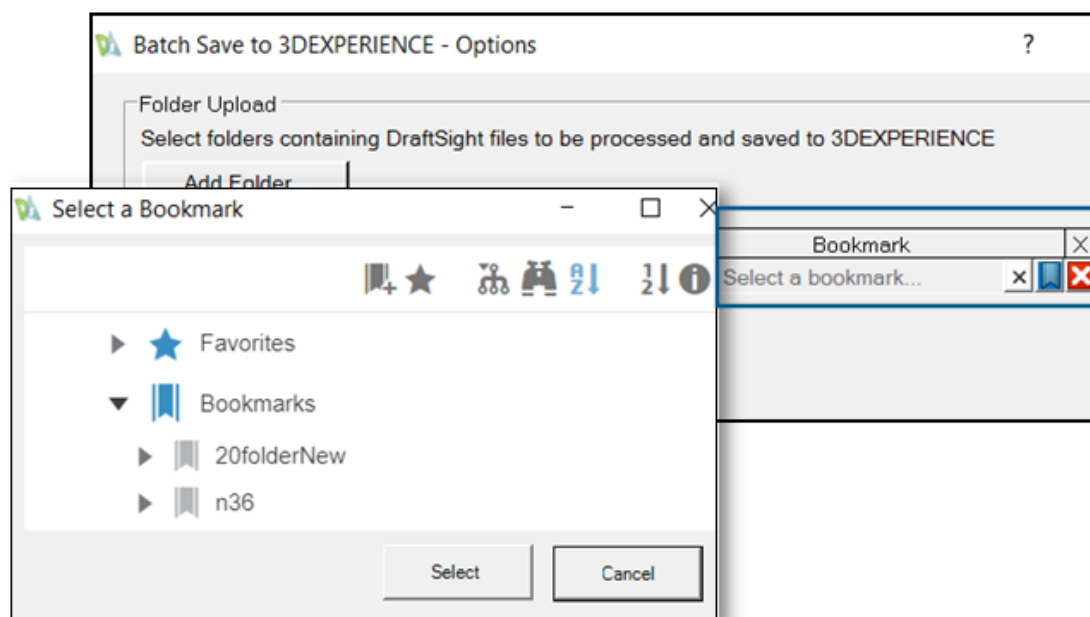 Batch Save to 3DEXPERIENCE - Options
?
Folder Upload
Select folders containing DraftSight files to be processed and saved to 3DEXPERIENCE
Add Folder
Select a Bookmark
Bookmark
Select a bookmark...
Favorites
Bookmarks
20folderNew
n36
Select
Cancel